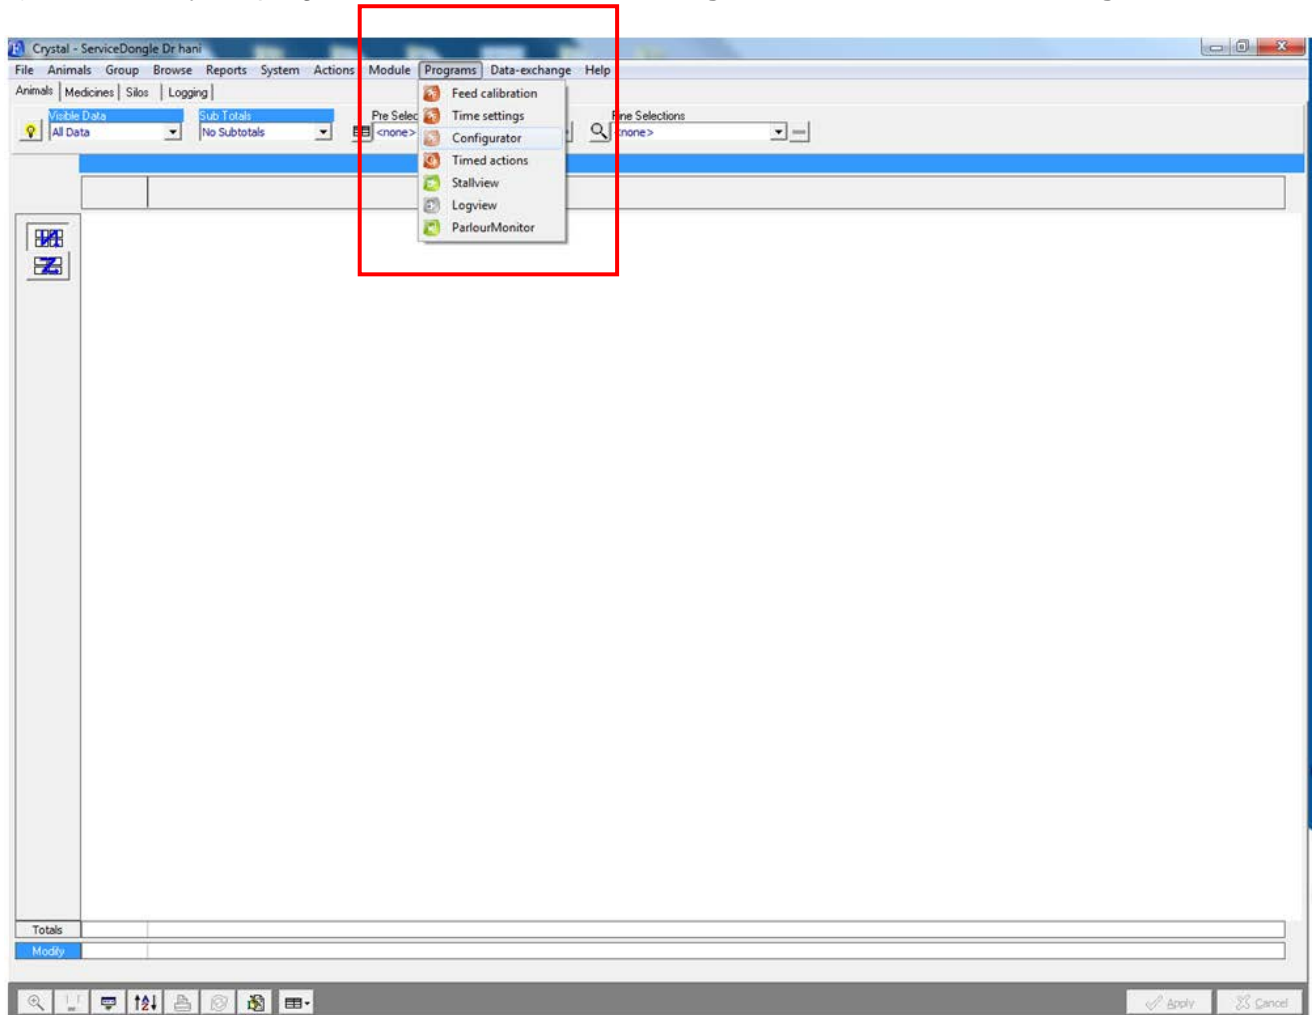 Crystal - ServiceDongle Dr hani
File Animals Group Browse Reports System Actions Module Programs Data-exchange Help
Animals Medicines Silos Logging
Visible Data Sub Totals Pre Selec Fine Selections
All Data No Subtotals <none> <none>
Feed calibration
Time settings
Configurator
Timed actions
Stallview
Logview
ParlourMonitor
Totals
Modify
Apply Cancel